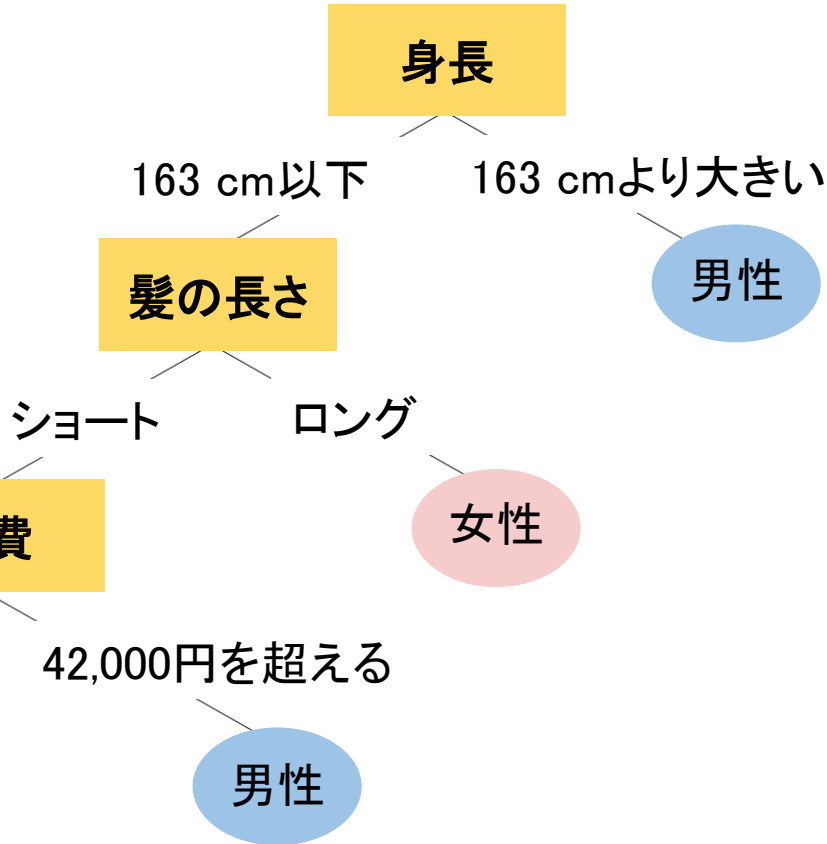 身長
163 cm以下
163 cmより大きい
男性
髪の長さ
ショート
ロング
女性
費
42,000円を超える
男性